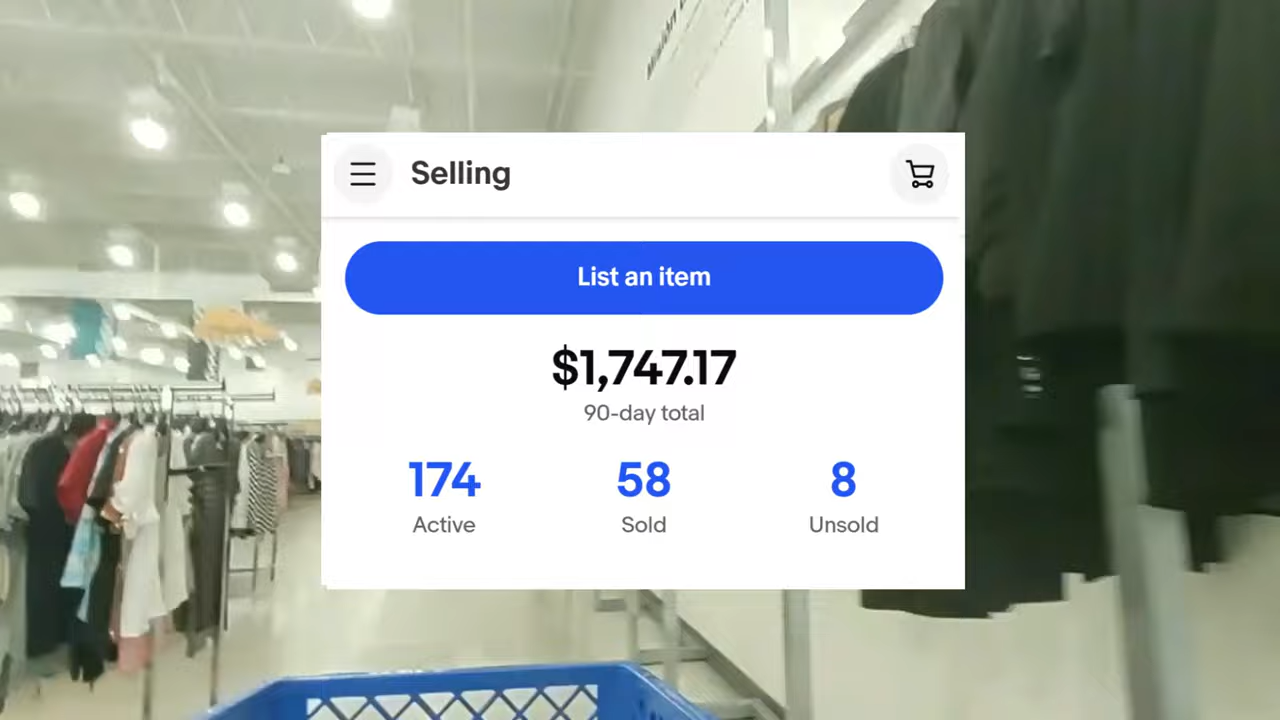 Selling
List an item
$1,747.17
90-day total
174
58
8
Active
Sold
Unsold